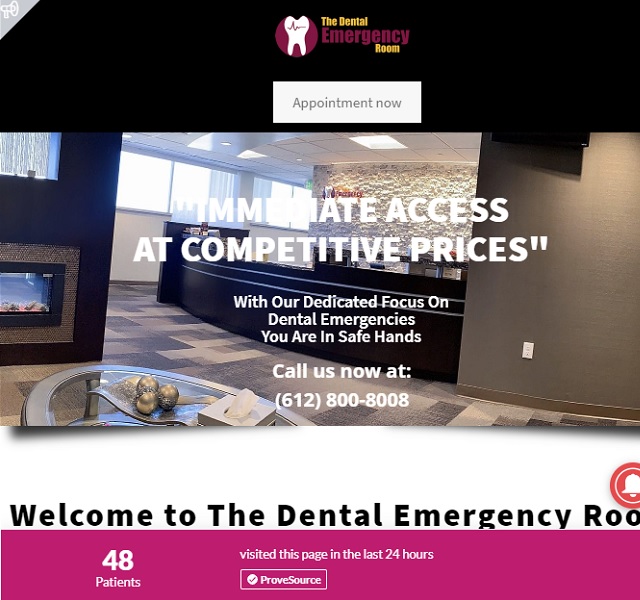 The Dental
Emergency
Room
Appointment now
"IMMEDIATE ACCESS
AT COMPETITIVE PRICES"
With Our Dedicated Focus On
Dental Emergencies
You Are In Safe Hands
Call us now at:
(612) 800-8008
Welcome to The Dental Emergency Roo
48
Patients
visited this page in the last 24 hours
ProveSource